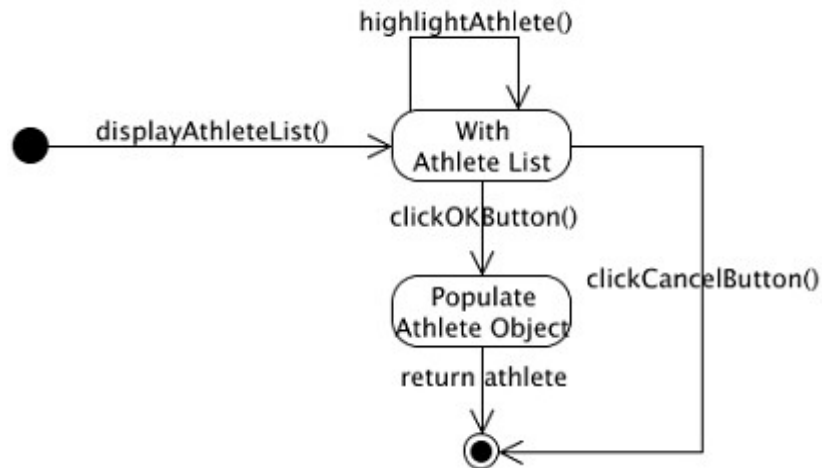 highlightAthlete()
displayAthleteList()
With
Athlete List
clickOKButton()
clickCancelButton()
Populate
Athlete Object
return athlete